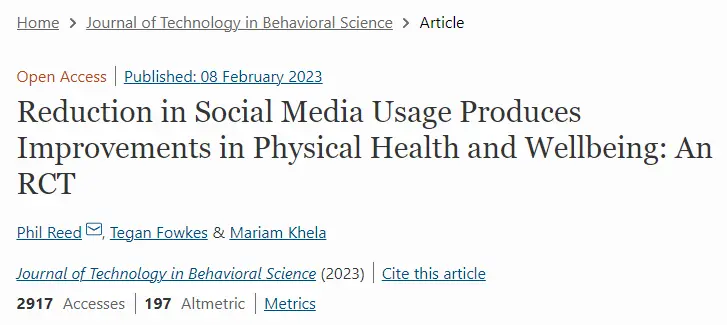 Home > Journal of Technology in Behavioral Science > Article
Open Access | Published: 08 February 2023
Reduction in Social Media Usage Produces
Improvements in Physical Health and Wellbeing: An
RCT
Phil Reed, Tegan Fowkes & Mariam Khela
Journal of Technology in Behavioral Science (2023) | Cite this article
2917 Accesses | 197 Altmetric | Metrics